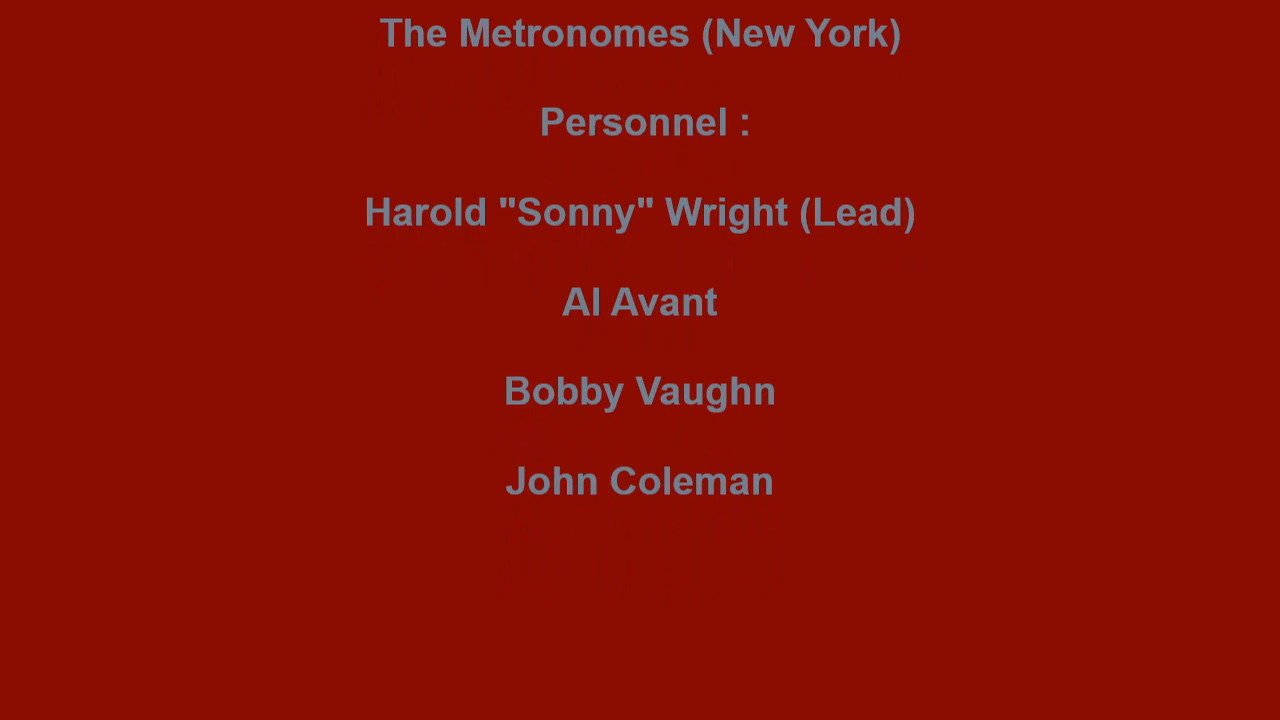 The Metronomes (New York)
Personnel :
Harold "Sonny" Wright (Lead)
Al Avant
Bobby Vaughn
John Coleman